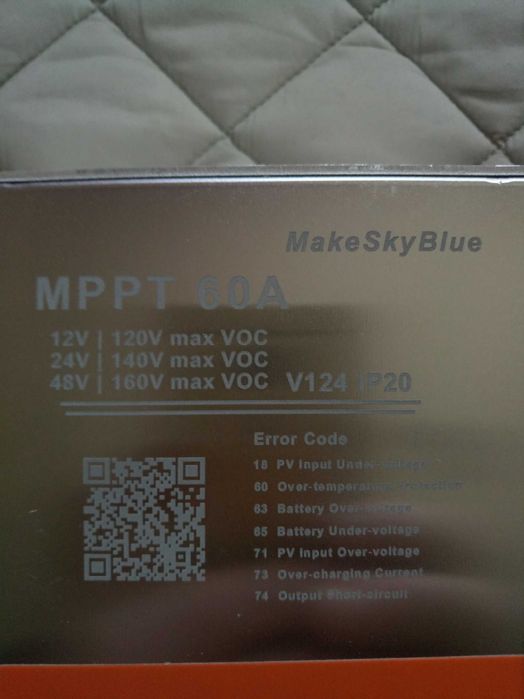 MakeSkyBlue
MPPT 60A
12V | 120V max VOC
24V | 140V max VOC
48V | 160V max VOC
V124 IP20
Error Code
18 PV Input Under-voltage
60 Over-temperature Protection
63 Battery Over-voltage
65 Battery Under-voltage
71 PV Input Over-voltage
73 Over-charging Current
74 Output Short-circuit